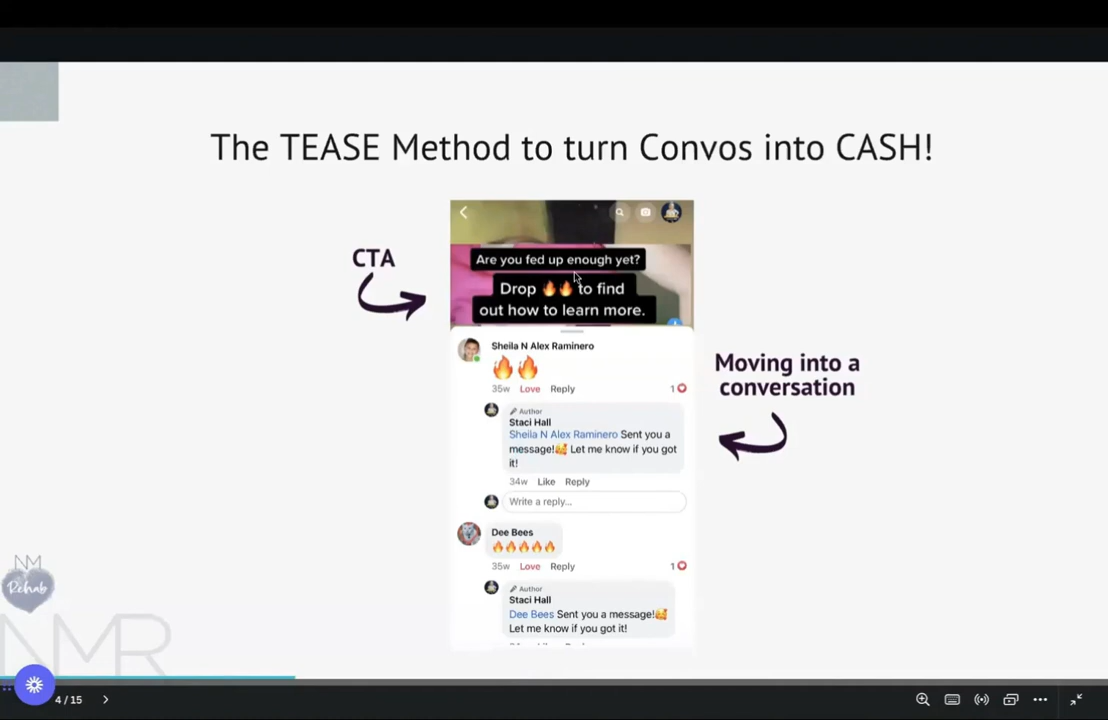 The TEASE Method to turn Convos into CASH!
CTA
Are you fed up enough yet?
Drop 🔥🔥 to find
out how to learn more.
Sheila N Alex Raminero
🔥🔥
35w Love Reply 1
Author
Staci Hall
Sheila N Alex Raminero Sent you a
message!🥰 Let me know if you got
it!
34w Like Reply
Write a reply...
Dee Bees
🔥🔥🔥🔥🔥
35w Love Reply 1
Author
Staci Hall
Dee Bees Sent you a message!🥰
Let me know if you got it!
Moving into a
conversation
NM
Rehab
NMR
4 / 15